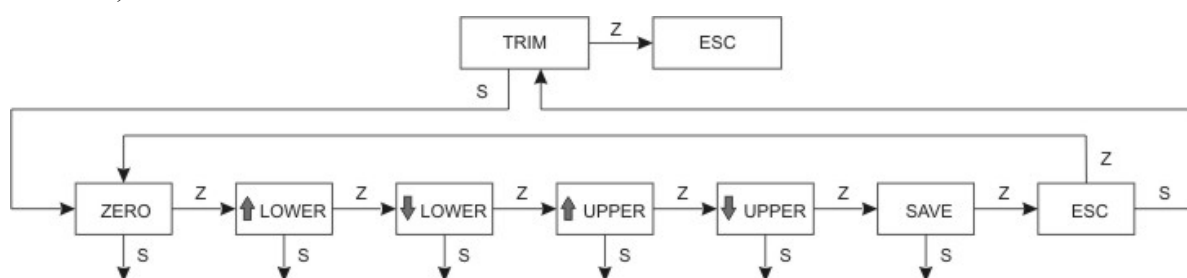 TRIM Z ESC
S
Z
Z S
ZERO Z LOWER Z LOWER Z UPPER Z UPPER Z SAVE Z ESC
S S S S S S